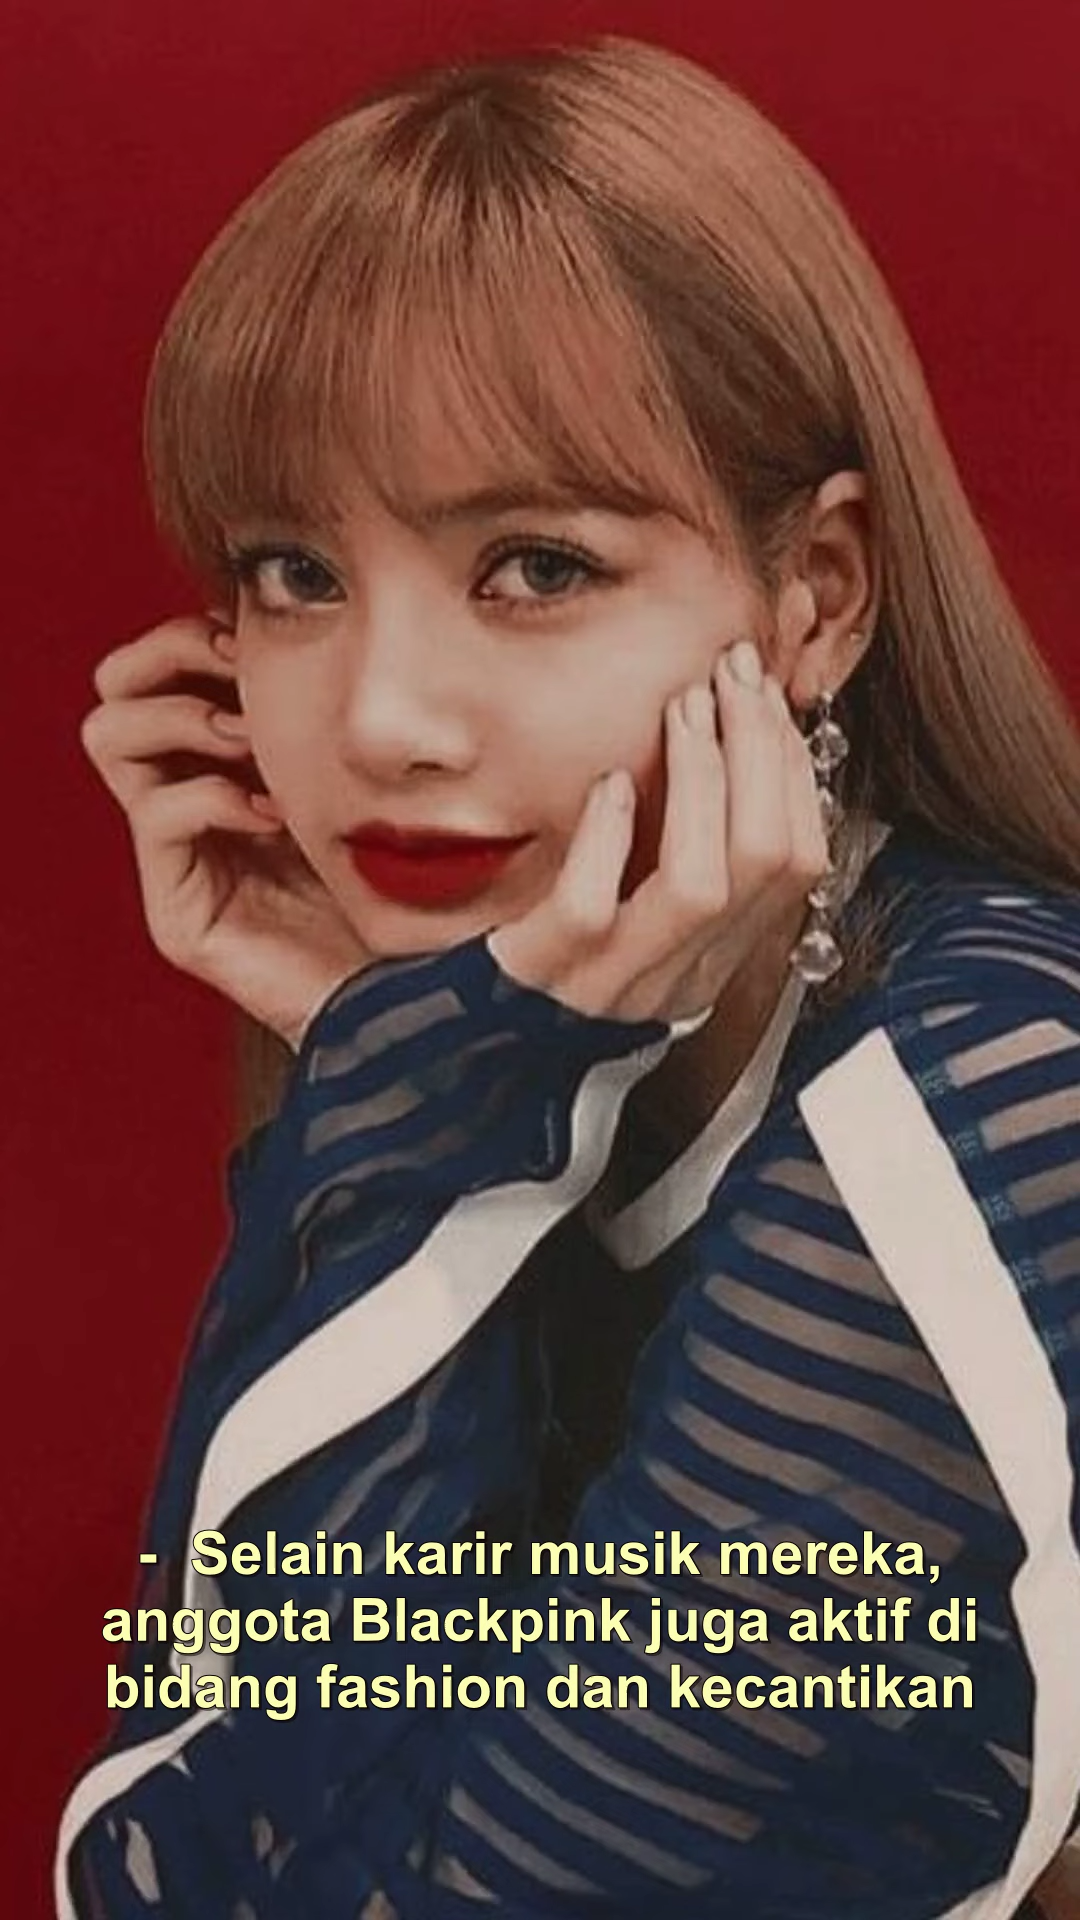 - Selain karir musik mereka,
anggota Blackpink juga aktif di
bidang fashion dan kecantikan